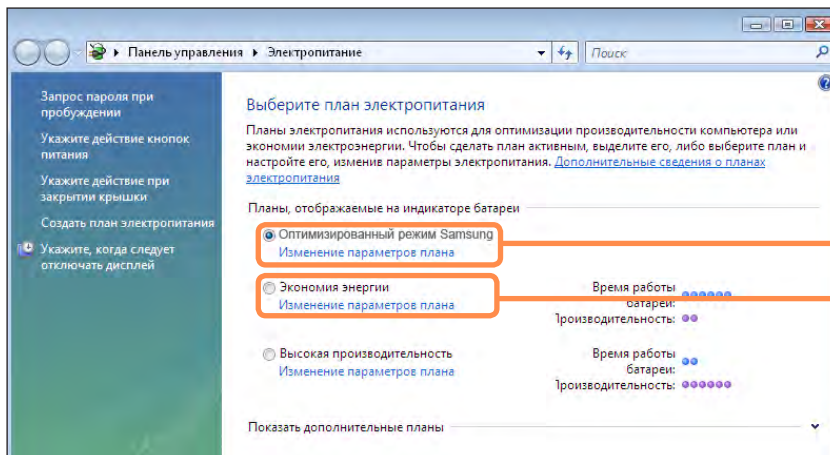 Панель управления ▸ Электропитание
Поиск
Запрос пароля при
пробуждении
Укажите действие кнопок
питания
Укажите действие при
закрытии крышки
Создать план электропитания
Укажите, когда следует
отключать дисплей
Выберите план электропитания
Планы электропитания используются для оптимизации производительности компьютера или
экономии электроэнергии. Чтобы сделать план активным, выделите его, либо выберите план и
настройте его, изменив параметры электропитания. Дополнительные сведения о планах
электропитания
Планы, отображаемые на индикаторе батареи
Оптимизированный режим Samsung
Изменение параметров плана
Экономия энергии
Изменение параметров плана
Время работы
батареи:
Производительность:
Высокая производительность
Изменение параметров плана
Время работы
батареи:
Производительность:
Показать дополнительные планы